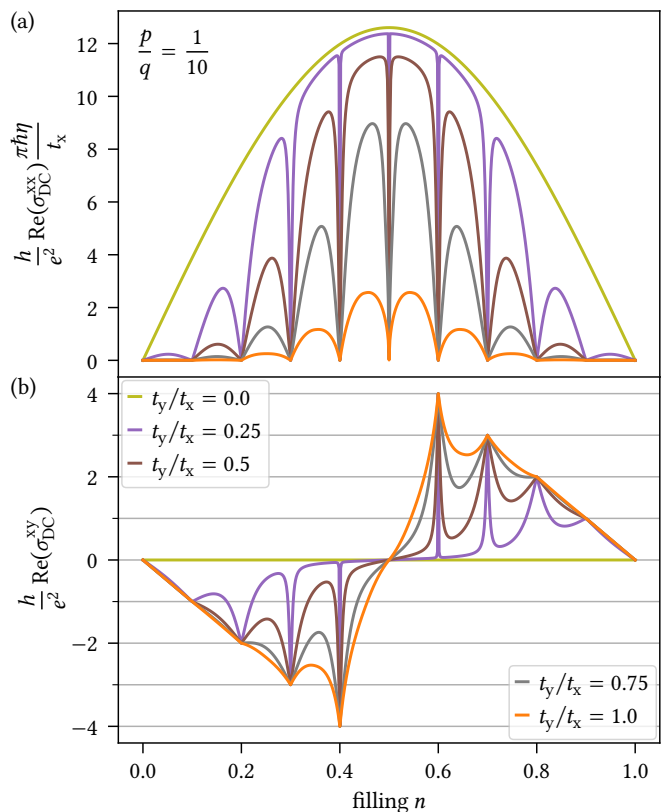 (a)
p/q = 1/10
h/e² Re(σ_DC^xx) πℏη/t_x
12
10
8
6
4
2
0
(b)
t_y/t_x = 0.0
t_y/t_x = 0.25
t_y/t_x = 0.5
h/e² Re(σ_DC^xy)
4
2
0
−2
−4
t_y/t_x = 0.75
t_y/t_x = 1.0
0.0 0.2 0.4 0.6 0.8 1.0
filling n